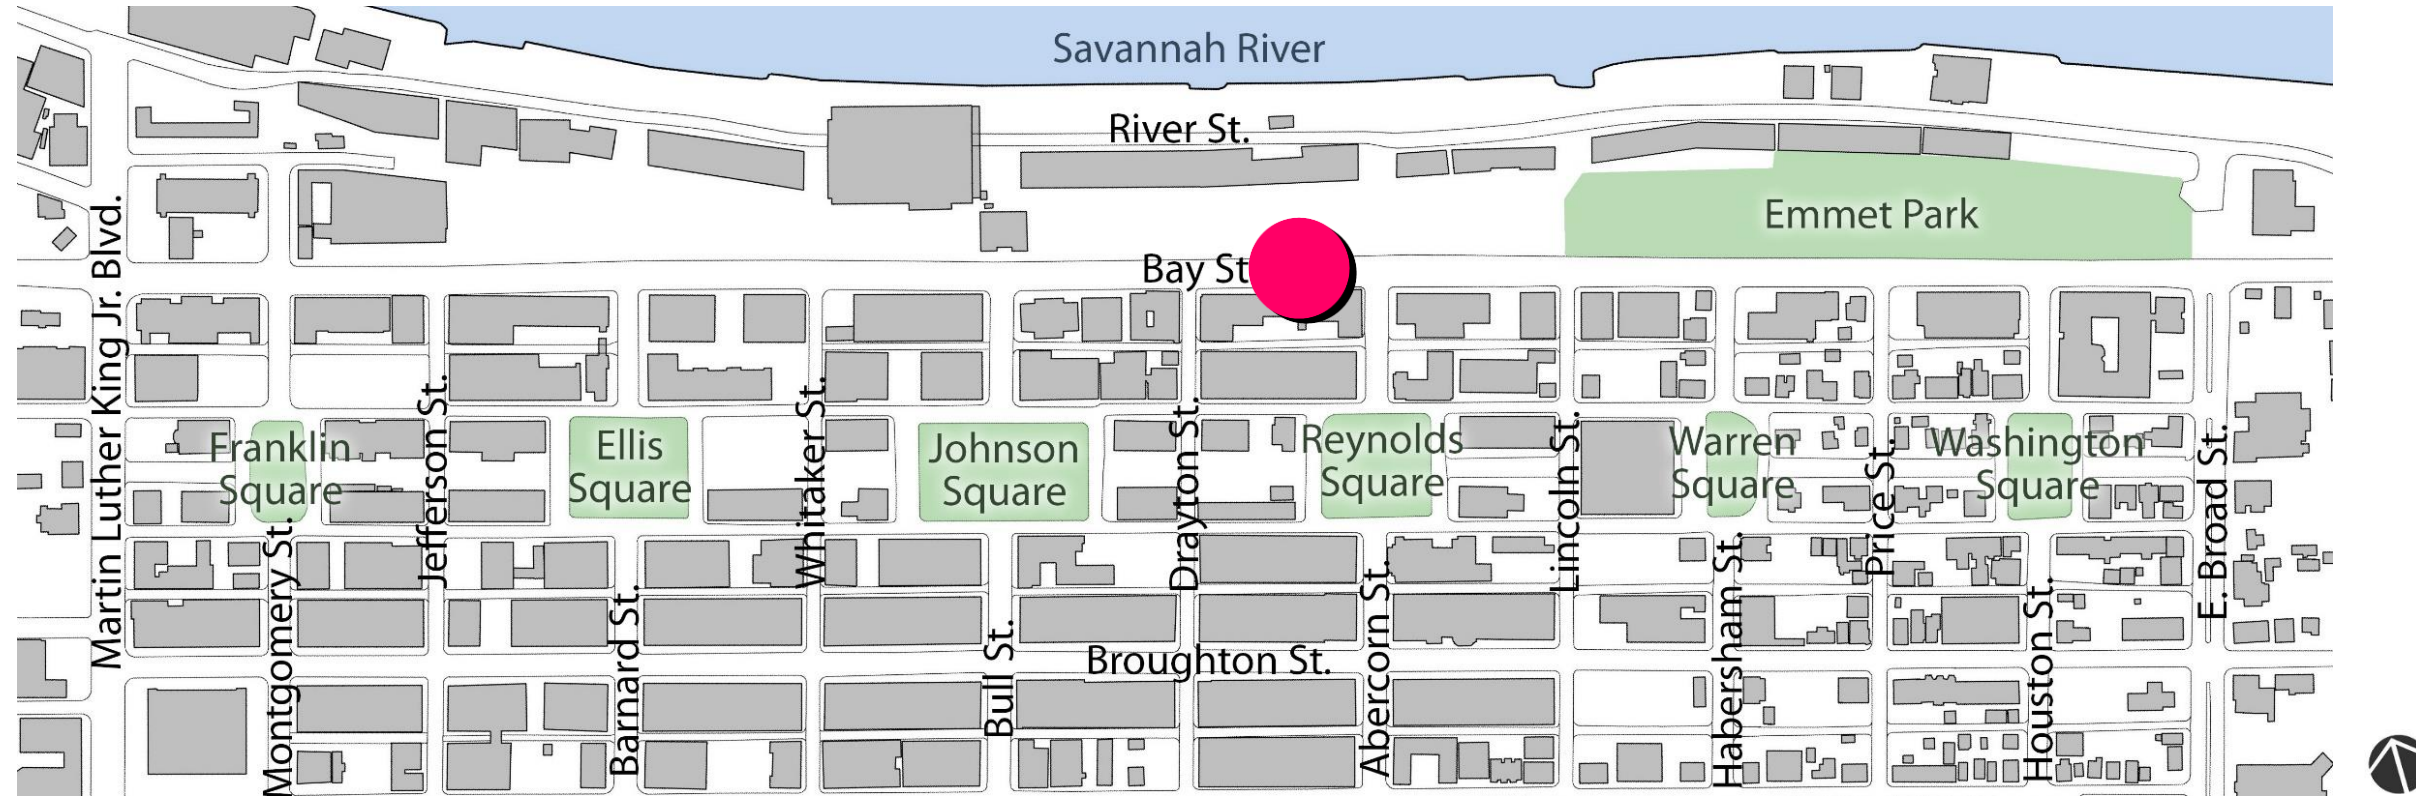 Savannah River
River St.
Emmet Park
Bay St
Martin Luther King Jr. Blvd.
Franklin
Square
Jefferson St.
Ellis
Square
Whitaker St.
Johnson
Square
Drayton St.
Reynolds
Square
Lincoln St.
Warren
Square
Price St.
Washington
Square
E. Broad St.
Montgomery St.
Barnard St.
Bull St.
Broughton St.
Abercorn St.
Habersham St.
Houston St.